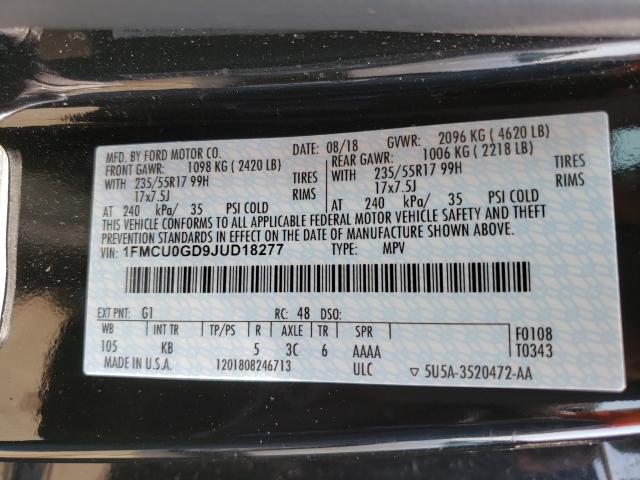 MFD. BY FORD MOTOR CO. DATE: 08/18 GVWR: 2096 KG ( 4620 LB)
FRONT GAWR: 1098 KG ( 2420 LB) REAR GAWR: 1006 KG ( 2218 LB)
WITH 235/55R17 99H TIRES WITH 235/55R17 99H TIRES
17x7.5J 17x7.5J
AT 240 kPa/ 35 PSI COLD AT 240 kPa/ 35 PSI COLD
THIS VEHICLE CONFORMS TO ALL APPLICABLE FEDERAL MOTOR VEHICLE SAFETY AND THEFT
PREVENTION STANDARDS IN EFFECT ON THE DATE OF MANUFACTURE SHOWN ABOVE.
VIN: 1FMCU0GD9JUD18277 TYPE: MPV
EXT PNT: G1 RC: 48 DSO:
WB INT TR TP/PS R AXLE TR SPR F0108
105 KB 5 3C 6 AAAA T0343
MADE IN U.S.A. 1201808246713 ULC ▽ 5U5A-3520472-AA